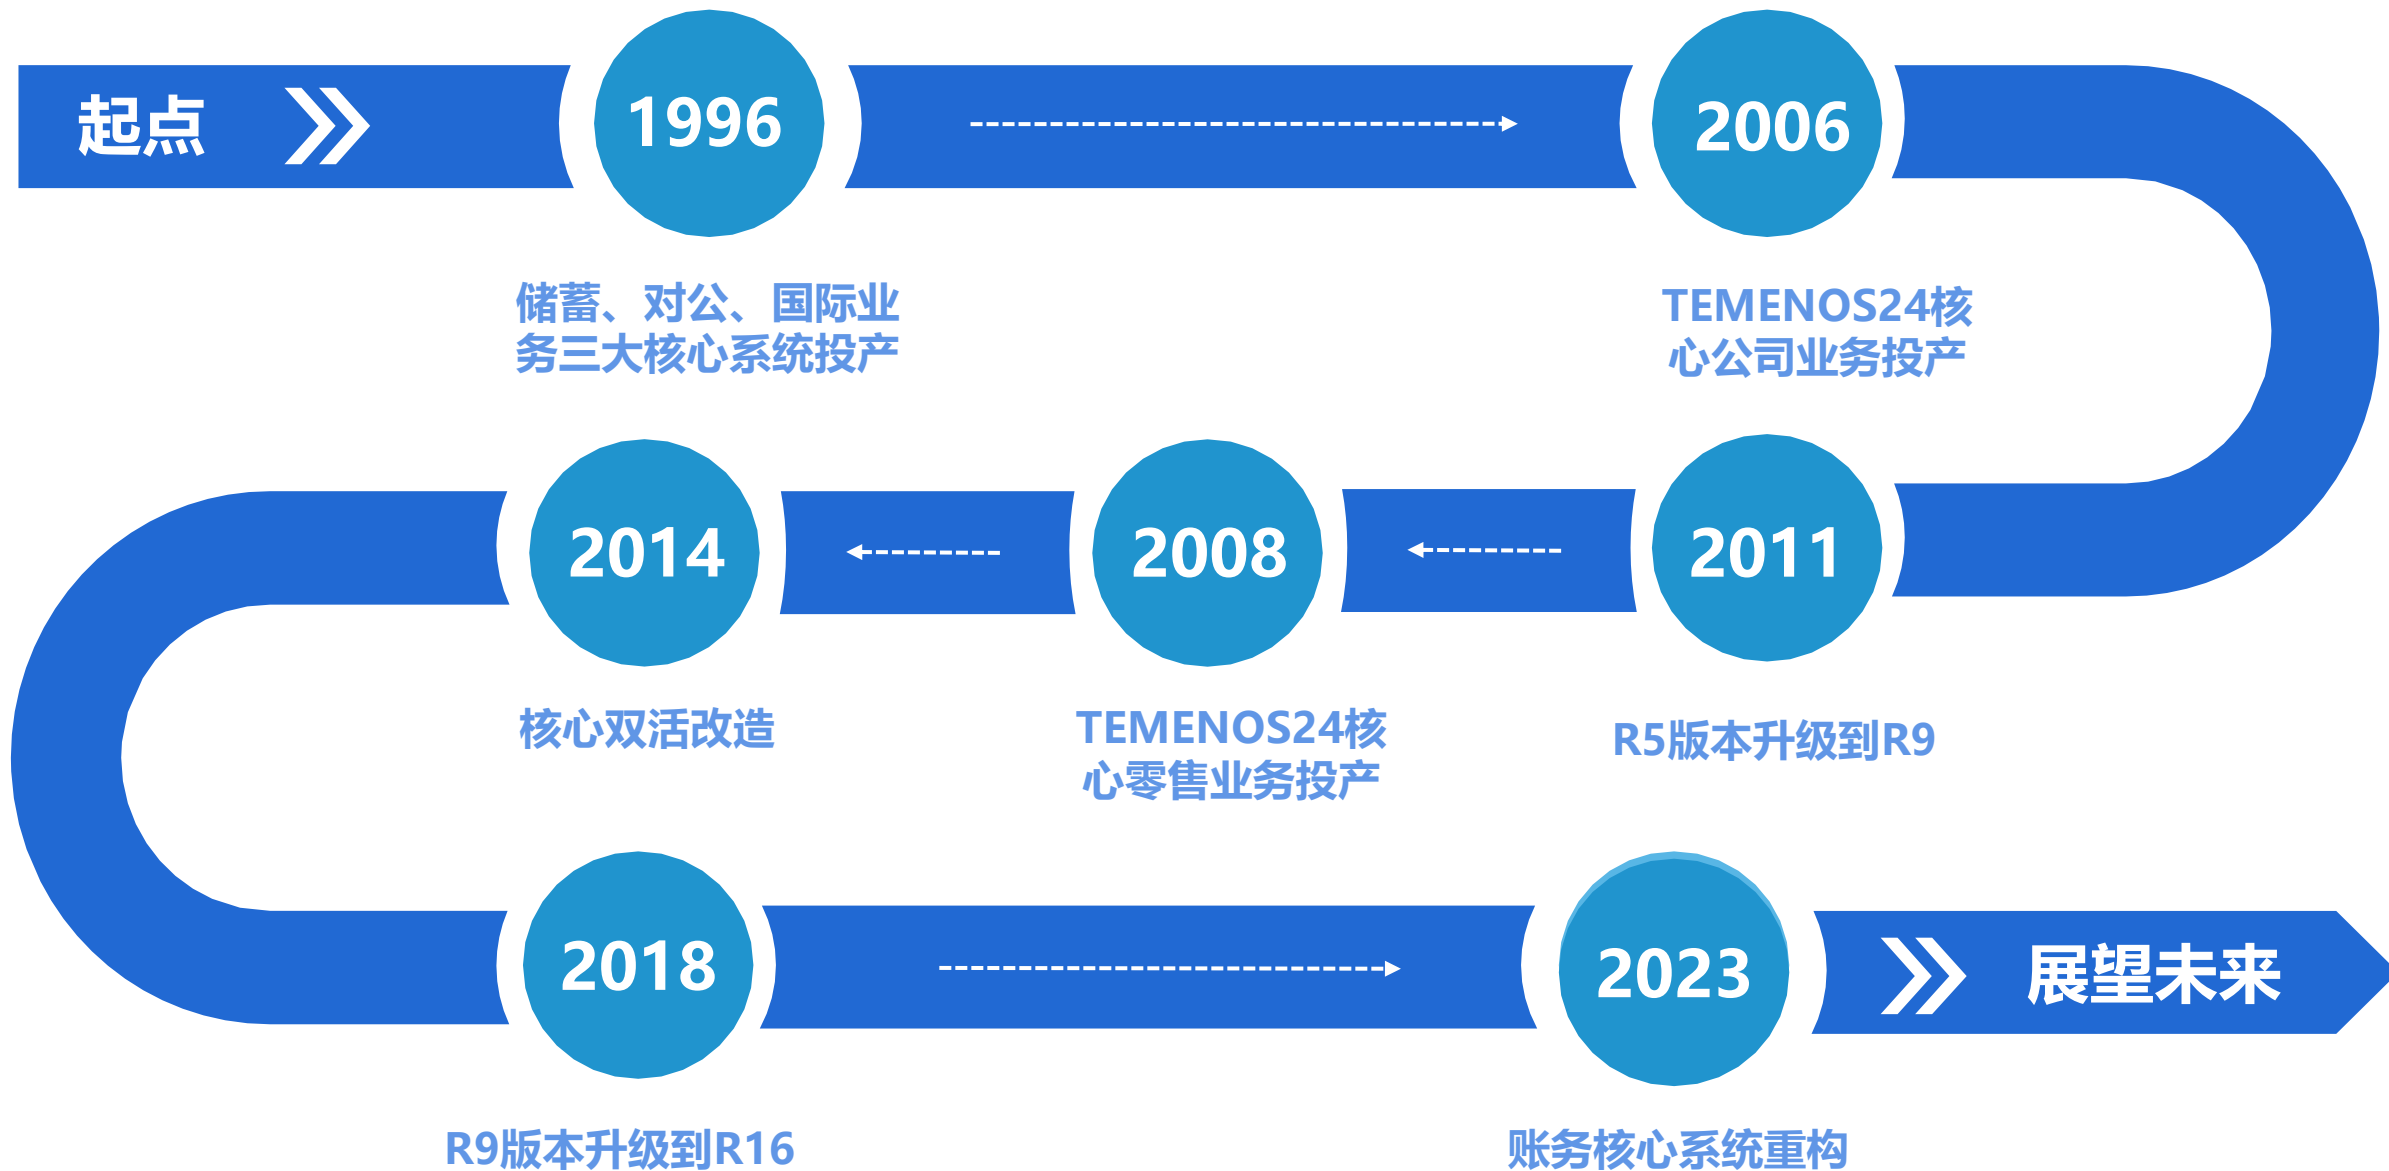 起点
1996
2006
储蓄、对公、国际业
务三大核心系统投产
TEMENOS24核
心公司业务投产
2011
2008
2014
R5版本升级到R9
TEMENOS24核
心零售业务投产
核心双活改造
2018
2023
展望未来
R9版本升级到R16
账务核心系统重构